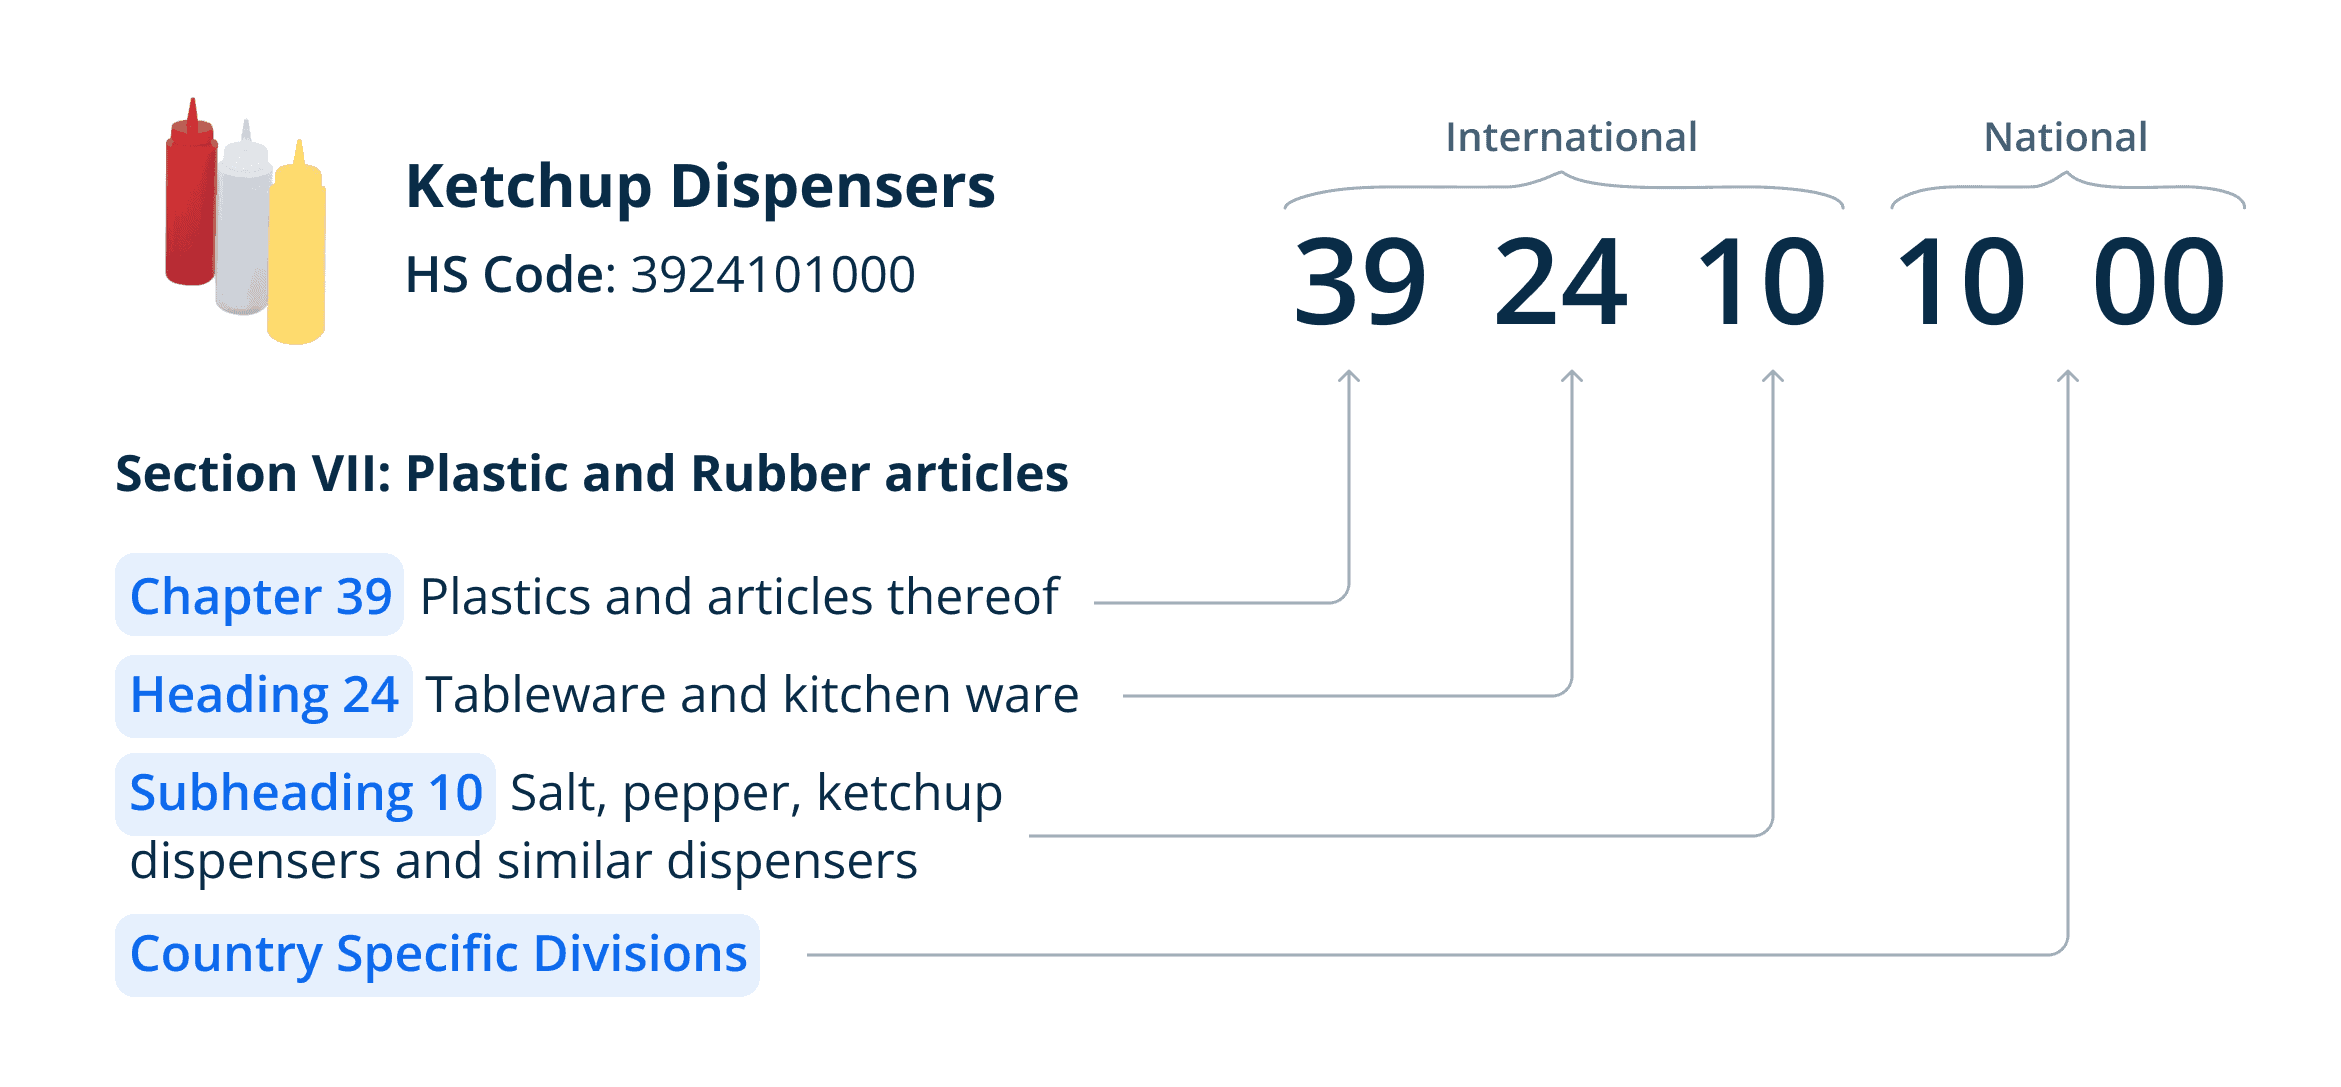 Ketchup Dispensers
HS Code: 3924101000
International
National
39 24 10 10 00
Section VII: Plastic and Rubber articles
Chapter 39 Plastics and articles thereof
Heading 24 Tableware and kitchen ware
Subheading 10 Salt, pepper, ketchup
dispensers and similar dispensers
Country Specific Divisions